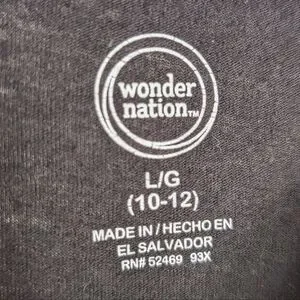 wonder
nation™
L/G
(10-12)
MADE IN / HECHO EN
EL SALVADOR
RN# 52469 93X